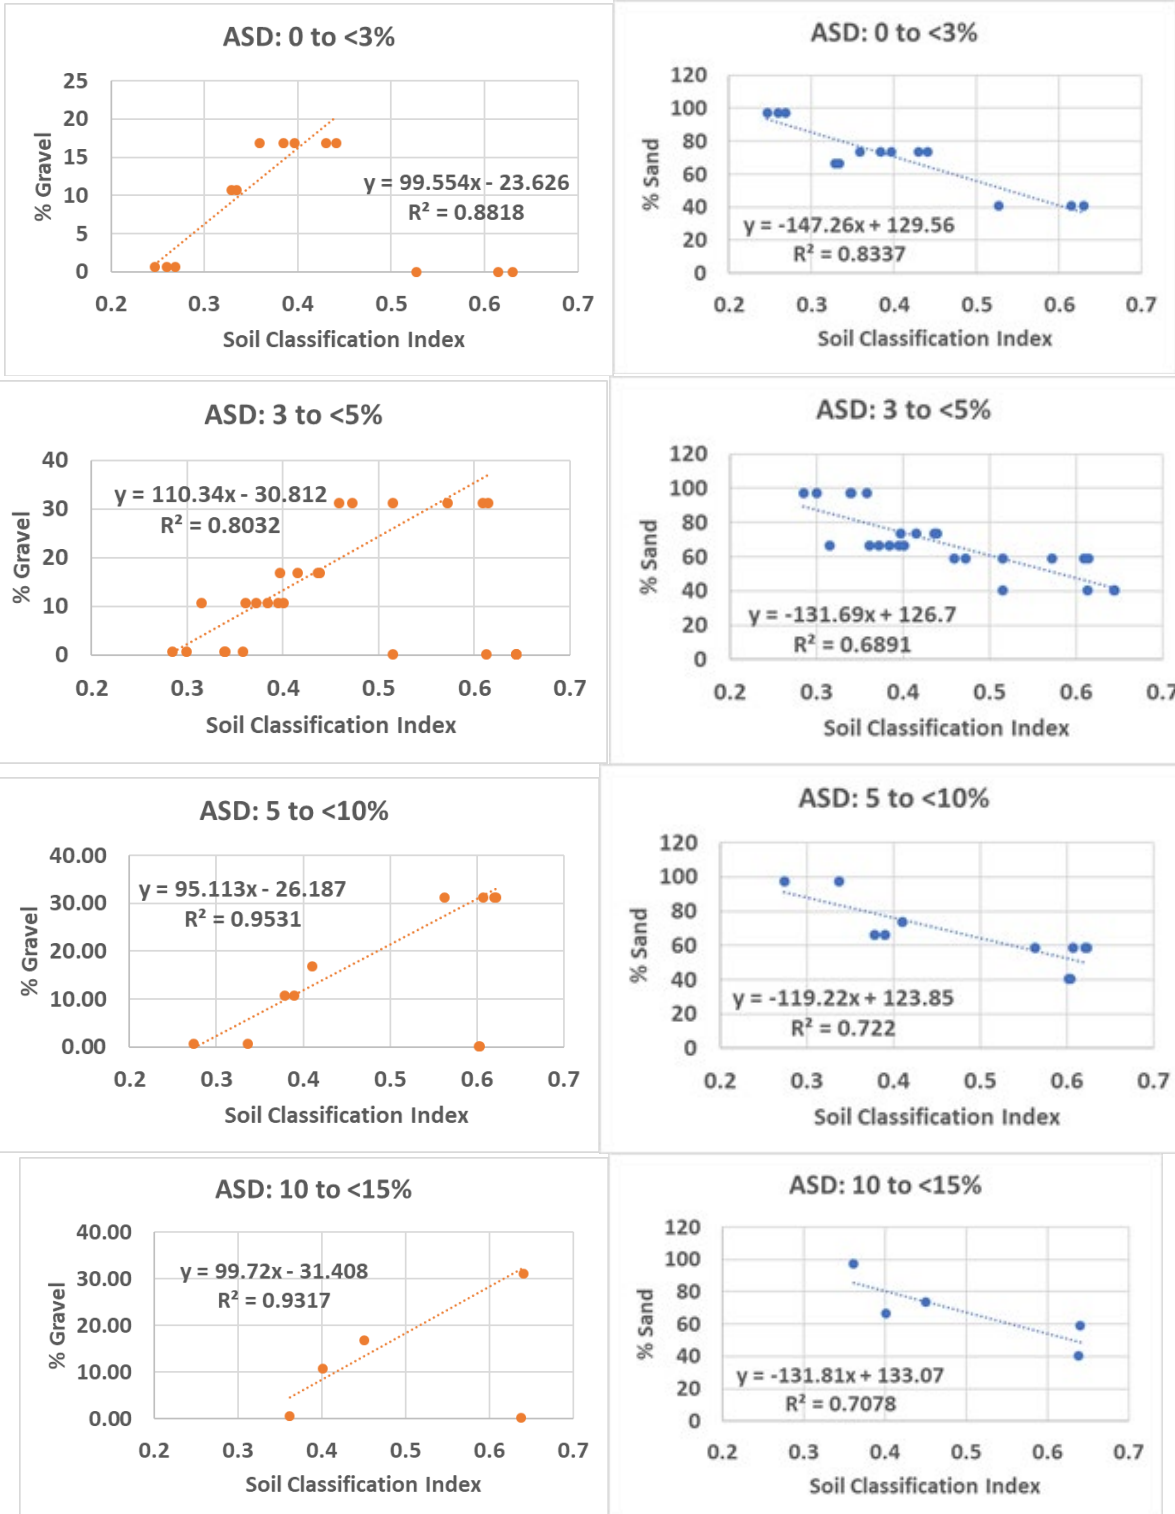 ASD: 0 to <3%
25
20
15
10
5
0
% Gravel
y = 99.554x - 23.626
R² = 0.8818
0.2 0.3 0.4 0.5 0.6 0.7
Soil Classification Index
ASD: 0 to <3%
120
100
80
60
40
20
0
% Sand
y = -147.26x + 129.56
R² = 0.8337
0.2 0.3 0.4 0.5 0.6 0.7
Soil Classification Index
ASD: 3 to <5%
40
30
20
10
0
% Gravel
y = 110.34x - 30.812
R² = 0.8032
0.2 0.3 0.4 0.5 0.6 0.7
Soil Classification Index
ASD: 3 to <5%
120
100
80
60
40
20
0
% Sand
y = -131.69x + 126.7
R² = 0.6891
0.2 0.3 0.4 0.5 0.6 0.7
Soil Classification Index
ASD: 5 to <10%
40.00
30.00
20.00
10.00
0.00
% Gravel
y = 95.113x - 26.187
R² = 0.9531
0.2 0.3 0.4 0.5 0.6 0.7
Soil Classification Index
ASD: 5 to <10%
120
100
80
60
40
20
0
% Sand
y = -119.22x + 123.85
R² = 0.722
0.2 0.3 0.4 0.5 0.6 0.7
Soil Classification Index
ASD: 10 to <15%
40.00
30.00
20.00
10.00
0.00
% Gravel
y = 99.72x - 31.408
R² = 0.9317
0.2 0.3 0.4 0.5 0.6 0.7
Soil Classification Index
ASD: 10 to <15%
120
100
80
60
40
20
0
% Sand
y = -131.81x + 133.07
R² = 0.7078
0.2 0.3 0.4 0.5 0.6 0.7
Soil Classification Index